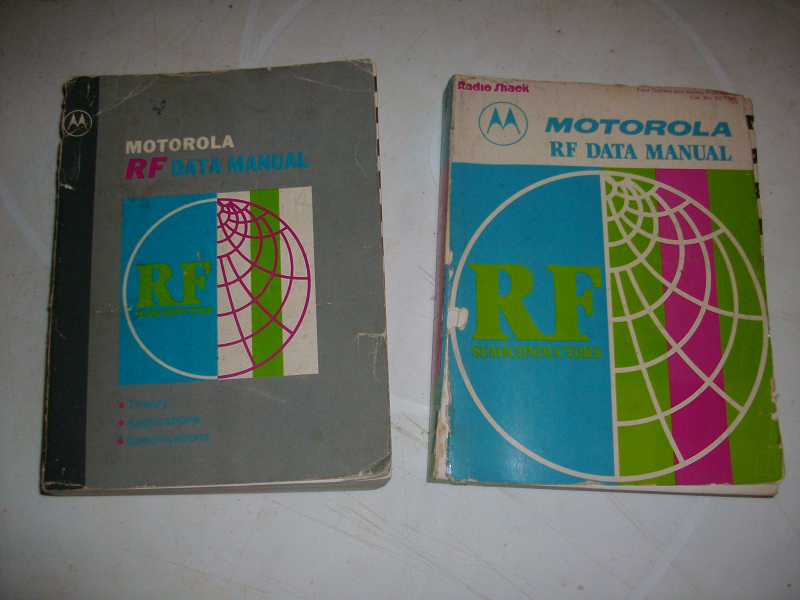 MOTOROLA
RF DATA MANUAL
RF
SEMICONDUCTORS
• Theory
• Applications
• Specifications
Radio Shack
MOTOROLA
RF DATA MANUAL
RF
SEMICONDUCTORS